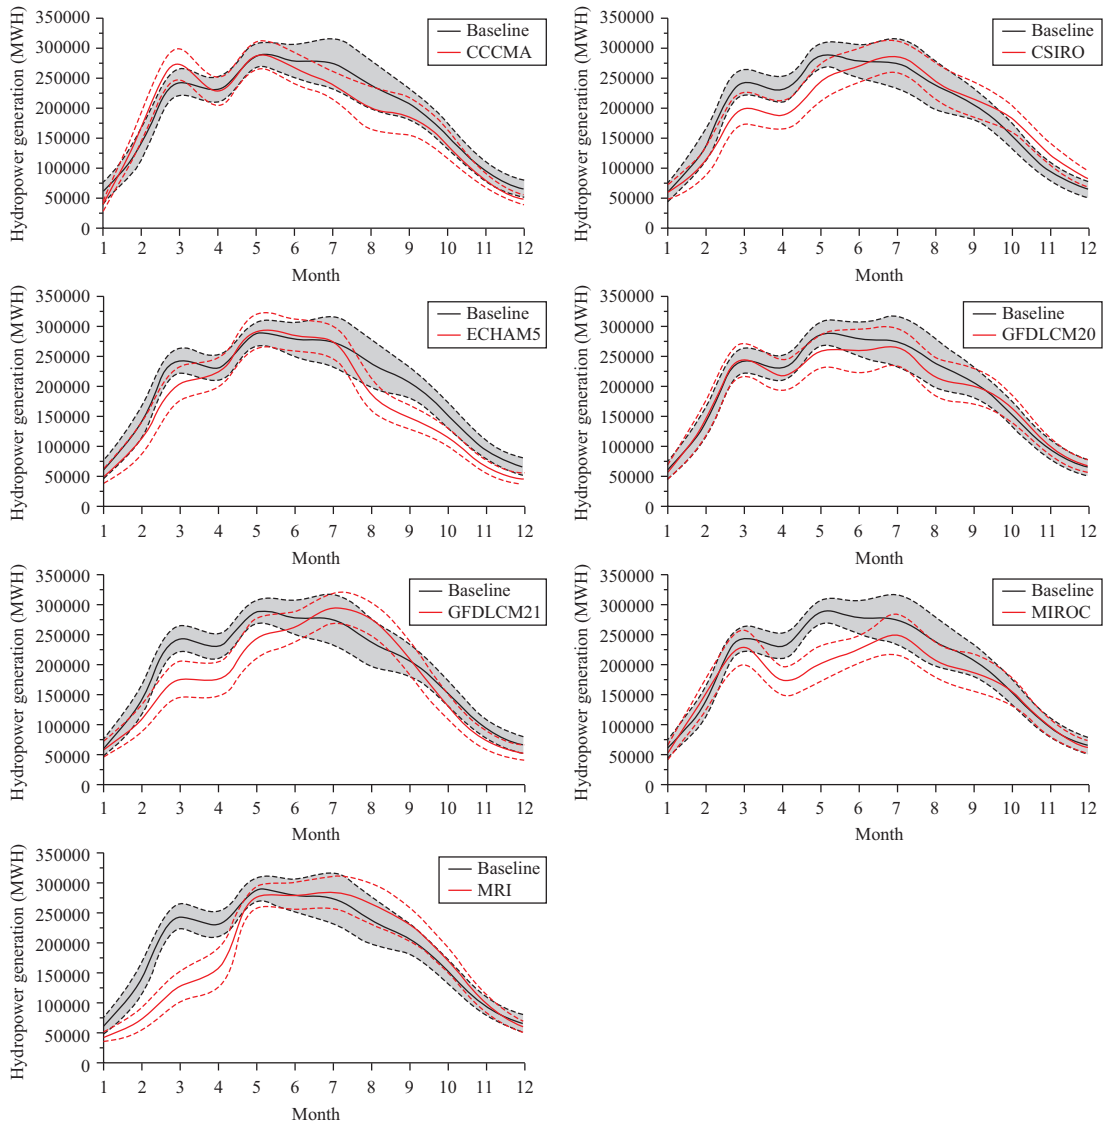 Hydropower generation (MWH)
350000
300000
250000
200000
150000
100000
50000
0
Baseline
CCCMA
1 2 3 4 5 6 7 8 9 10 11 12
Month
Hydropower generation (MWH)
350000
300000
250000
200000
150000
100000
50000
0
Baseline
CSIRO
1 2 3 4 5 6 7 8 9 10 11 12
Month
Hydropower generation (MWH)
350000
300000
250000
200000
150000
100000
50000
0
Baseline
ECHAM5
1 2 3 4 5 6 7 8 9 10 11 12
Month
Hydropower generation (MWH)
350000
300000
250000
200000
150000
100000
50000
0
Baseline
GFDLCM20
1 2 3 4 5 6 7 8 9 10 11 12
Month
Hydropower generation (MWH)
350000
300000
250000
200000
150000
100000
50000
0
Baseline
GFDLCM21
1 2 3 4 5 6 7 8 9 10 11 12
Month
Hydropower generation (MWH)
350000
300000
250000
200000
150000
100000
50000
0
Baseline
MIROC
1 2 3 4 5 6 7 8 9 10 11 12
Month
Hydropower generation (MWH)
350000
300000
250000
200000
150000
100000
50000
0
Baseline
MRI
1 2 3 4 5 6 7 8 9 10 11 12
Month